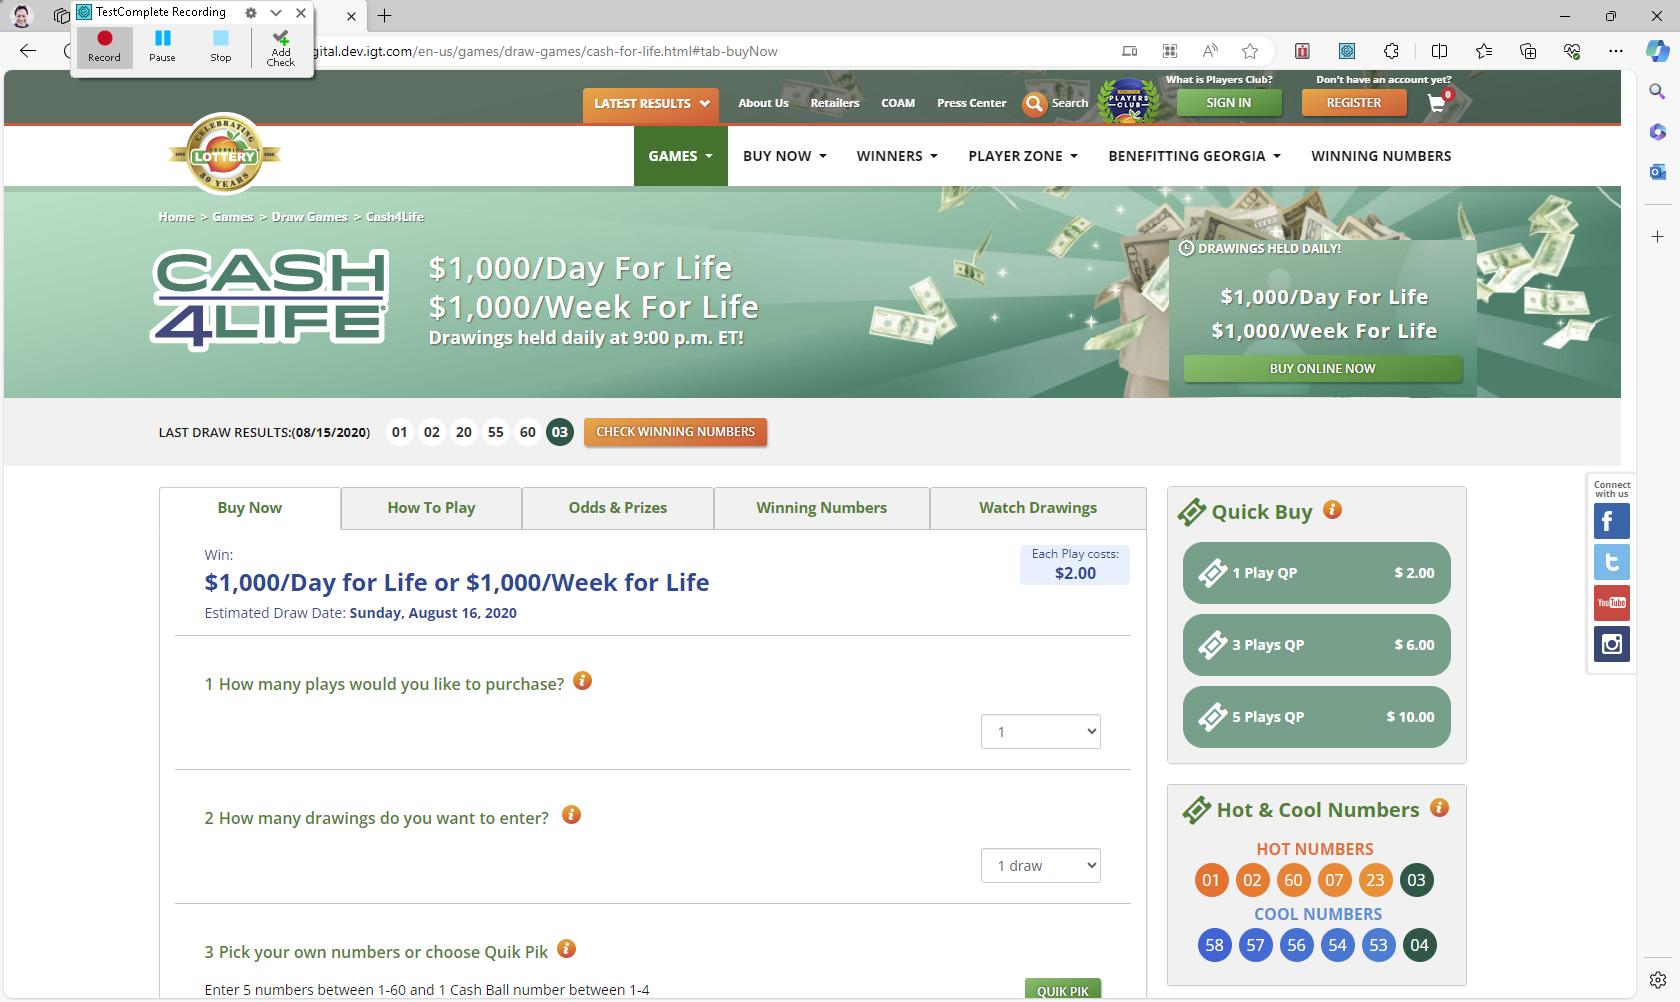 TestComplete Recording
Record
Pause
Stop
Add Check
gital.dev.igt.com/en-us/games/draw-games/cash-for-life.html#tab-buyNow
LATEST RESULTS
About Us
Retailers
COAM
Press Center
Search
PLAYERS CLUB
What is Players Club?
SIGN IN
Don't have an account yet?
REGISTER
0
CELEBRATING
GEORGIA
LOTTERY
30 YEARS
GAMES
BUY NOW
WINNERS
PLAYER ZONE
BENEFITTING GEORGIA
WINNING NUMBERS
Home > Games > Draw Games > Cash4Life
CASH
4LIFE
$1,000/Day For Life
$1,000/Week For Life
Drawings held daily at 9:00 p.m. ET!
DRAWINGS HELD DAILY!
$1,000/Day For Life
$1,000/Week For Life
BUY ONLINE NOW
LAST DRAW RESULTS:(08/15/2020) 01 02 20 55 60 03 CHECK WINNING NUMBERS
Buy Now
How To Play
Odds & Prizes
Winning Numbers
Watch Drawings
Win:
$1,000/Day for Life or $1,000/Week for Life
Estimated Draw Date: Sunday, August 16, 2020
Each Play costs:
$2.00
1 How many plays would you like to purchase?
1
2 How many drawings do you want to enter?
1 draw
3 Pick your own numbers or choose Quik Pik
Enter 5 numbers between 1-60 and 1 Cash Ball number between 1-4
QUIK PIK
Quick Buy
1 Play QP $ 2.00
3 Plays QP $ 6.00
5 Plays QP $ 10.00
Hot & Cool Numbers
HOT NUMBERS
01 02 60 07 23 03
COOL NUMBERS
58 57 56 54 53 04
Connect
with us
f
t
YouTube